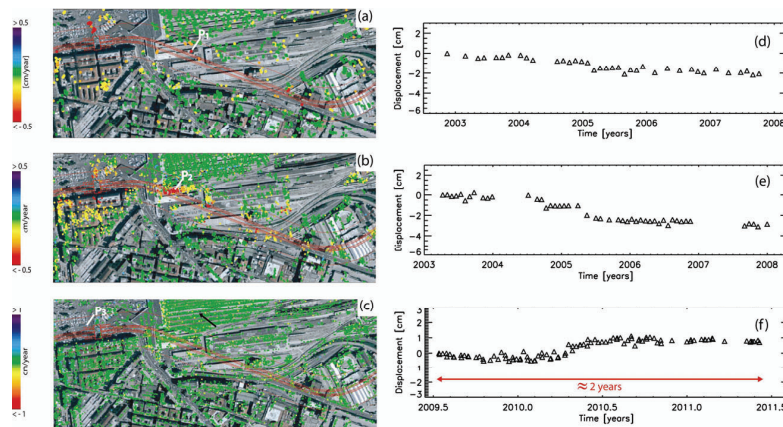 > 0.5
[cm/year]
< - 0.5
P₁
(a)
> 0.5
cm/year
< - 0.5
P₂
(b)
> 1
cm/year
< - 1
P₃
(c)
Displacement [cm]
4
2
0
-2
-4
-6
(d)
2003 2004 2005 2006 2007 2008
Time [years]
Displacement [cm]
4
2
0
-2
-4
-6
(e)
2003 2004 2005 2006 2007 2008
Time [years]
Displacement [cm]
3
2
1
0
-1
-2
-3
(f)
≈ 2 years
2009.5 2010.0 2010.5 2011.0 2011.5
Time [years]